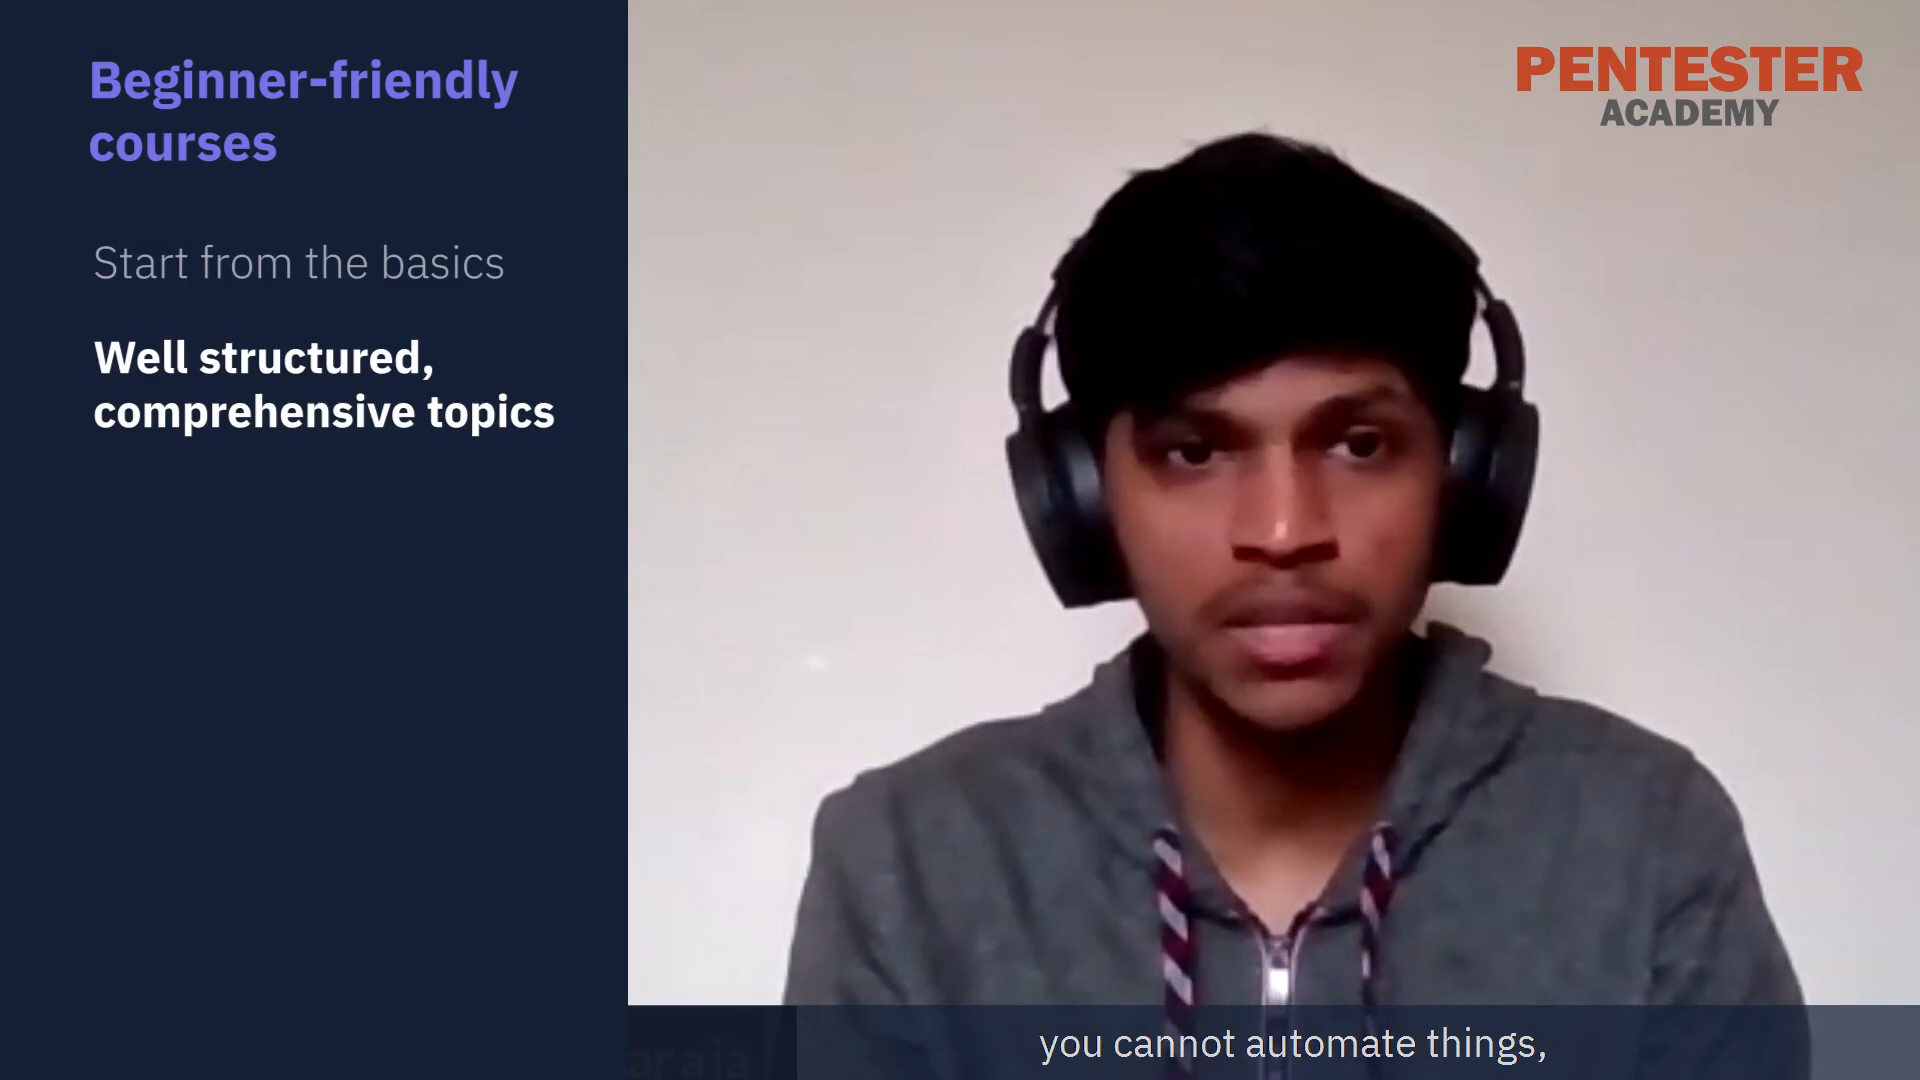 Beginner-friendly
courses
Start from the basics
Well structured,
comprehensive topics
PENTESTER
ACADEMY
you cannot automate things,